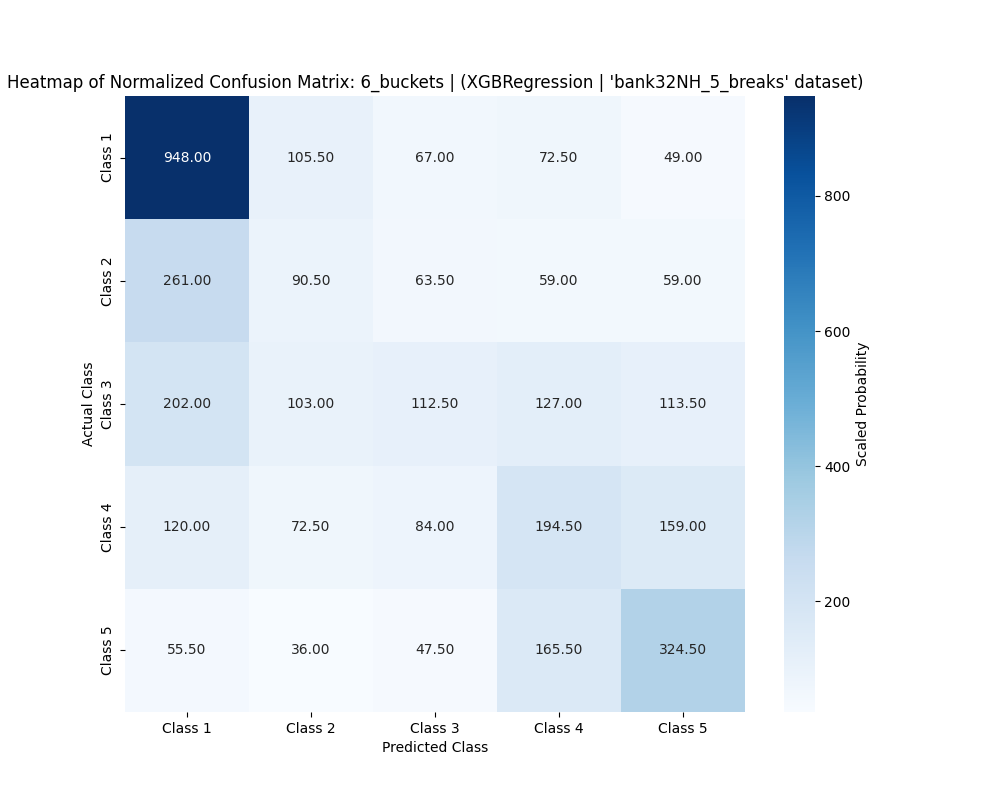 Heatmap of Normalized Confusion Matrix: 6_buckets | (XGBRegression | 'bank32NH_5_breaks' dataset)
Actual Class
Class 1
948.00 105.50 67.00 72.50 49.00
Class 2
261.00 90.50 63.50 59.00 59.00
Class 3
202.00 103.00 112.50 127.00 113.50
Class 4
120.00 72.50 84.00 194.50 159.00
Class 5
55.50 36.00 47.50 165.50 324.50
Class 1 Class 2 Class 3 Class 4 Class 5
Predicted Class
800
600
400
200
Scaled Probability